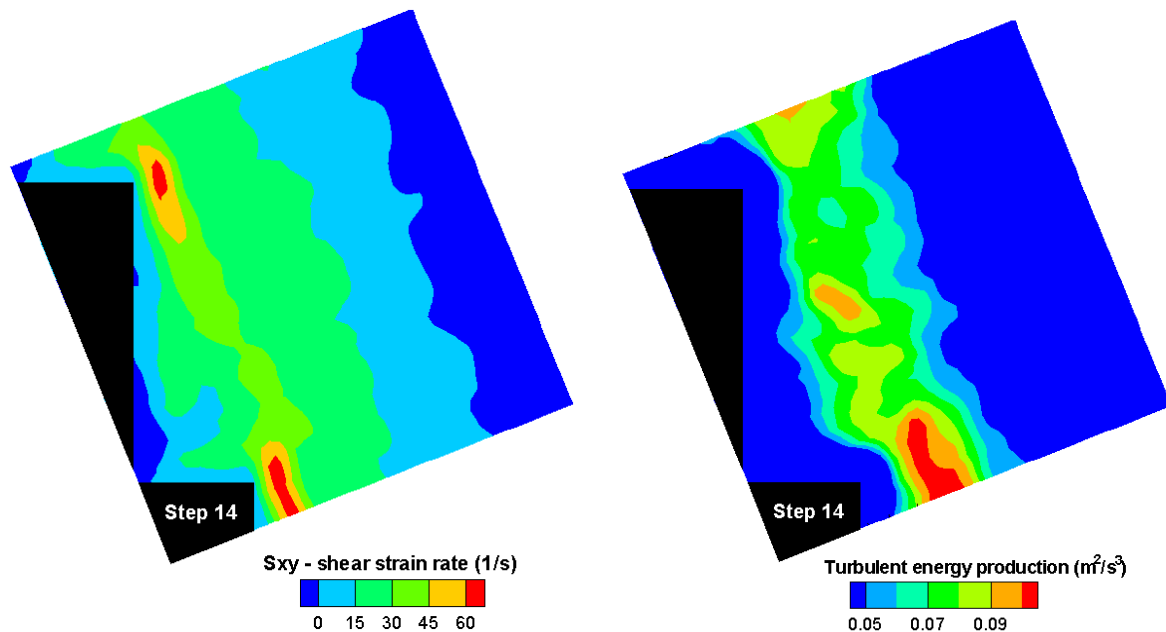 Step 14
Step 14
Sxy - shear strain rate (1/s)
0 15 30 45 60
Turbulent energy production (m²/s³)
0.05 0.07 0.09